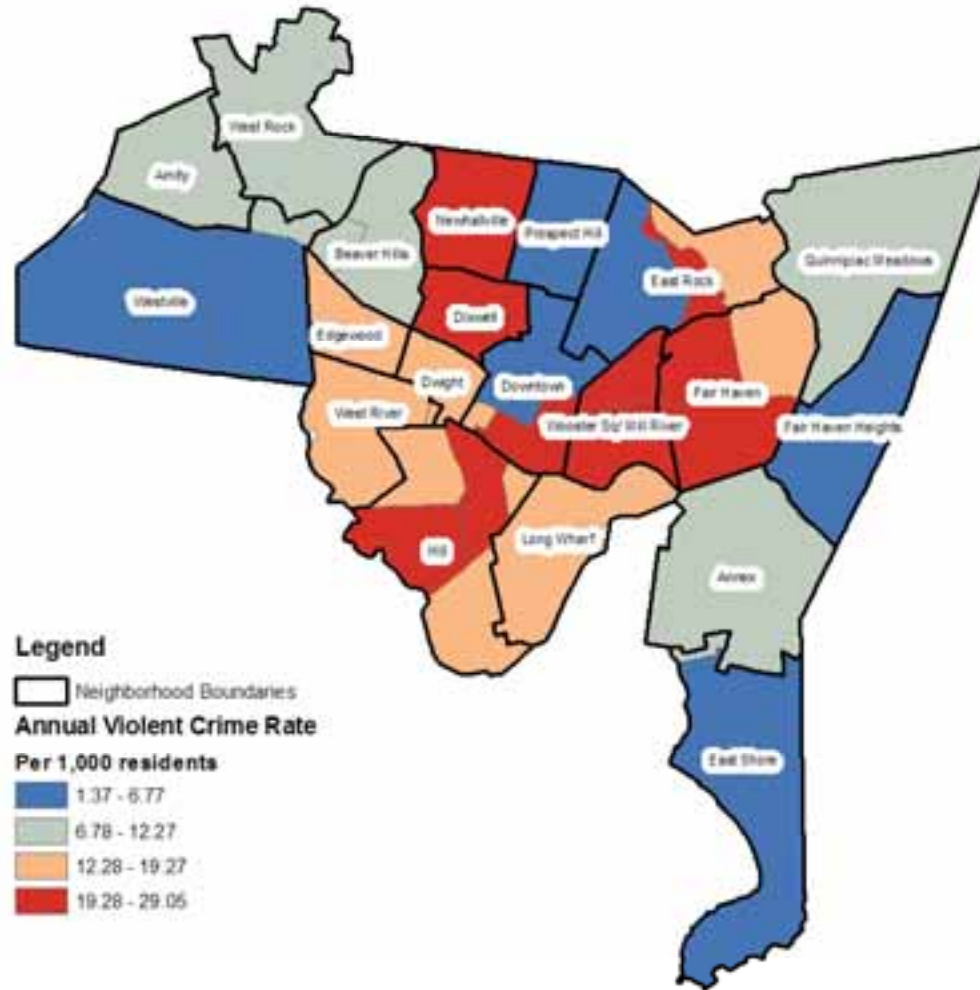 West Rock
Amity
Newhallville
Prospect Hill
Beaver Hills
Quinnipiac Meadows
East Rock
Westville
Dixwell
Edgewood
Dwight
Downtown
Fair Haven
West River
Wooster Sq/ Mill River
Fair Haven Heights
Long Wharf
Hill
Annex
East Shore
Legend
Neighborhood Boundaries
Annual Violent Crime Rate
Per 1,000 residents
1.37 - 6.77
6.78 - 12.27
12.28 - 19.27
19.28 - 29.05